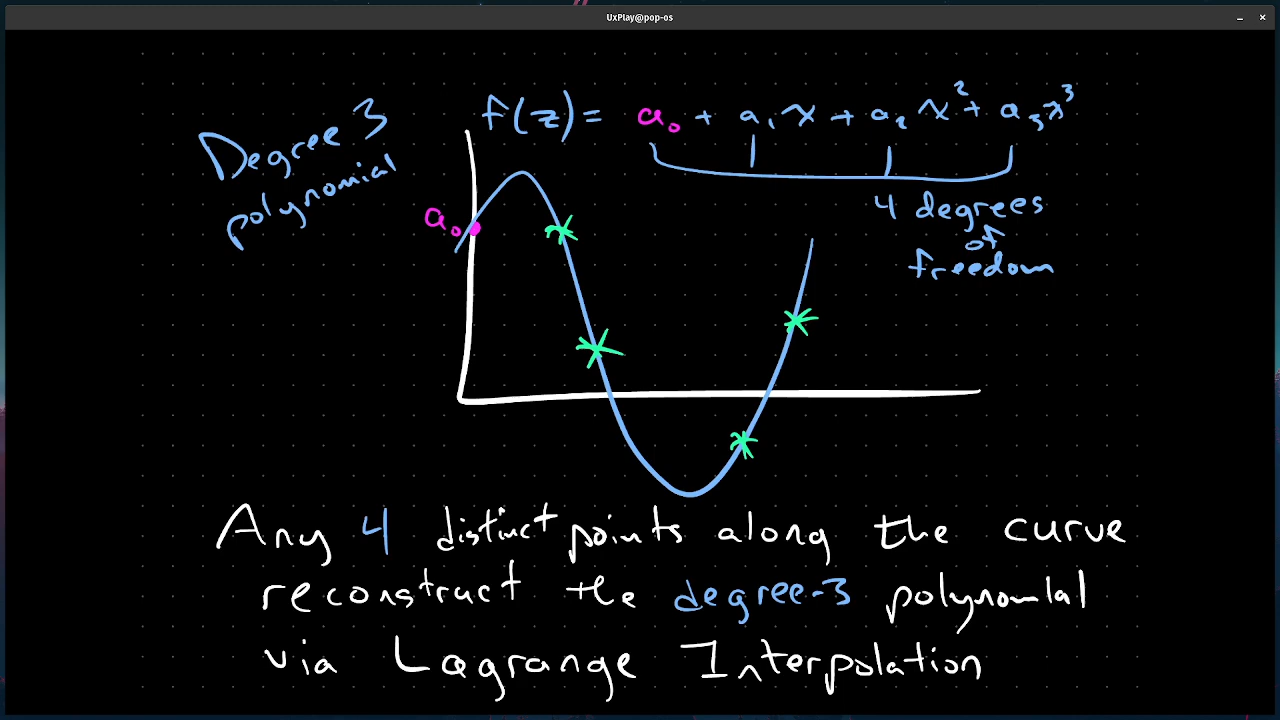 UxPlay@pop-os
Degree 3
polynomial
f(z) = a₀ + a₁x + a₂x² + a₃x³
4 degrees
of
freedom
a₀
Any 4 distinct points along the curve
reconstruct the degree-3 polynomial
via Lagrange Interpolation